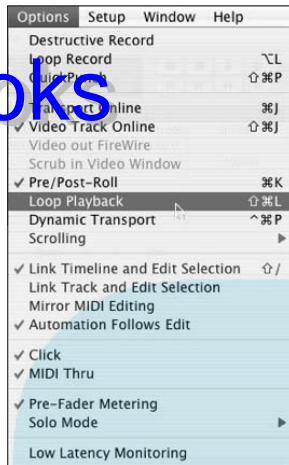 Options Setup Window Help
Destructive Record
Loop Record ⌥L
QuickPunch ⇧⌘P
oks
Transport Online ⌘J
✓ Video Track Online ⇧⌘J
Video out FireWire
Scrub in Video Window
✓ Pre/Post-Roll ⌘K
Loop Playback ⇧⌘L
Dynamic Transport ^⌘P
Scrolling
✓ Link Timeline and Edit Selection ⇧/
Link Track and Edit Selection
Mirror MIDI Editing
✓ Automation Follows Edit
✓ Click
✓ MIDI Thru
✓ Pre-Fader Metering
Solo Mode
Low Latency Monitoring